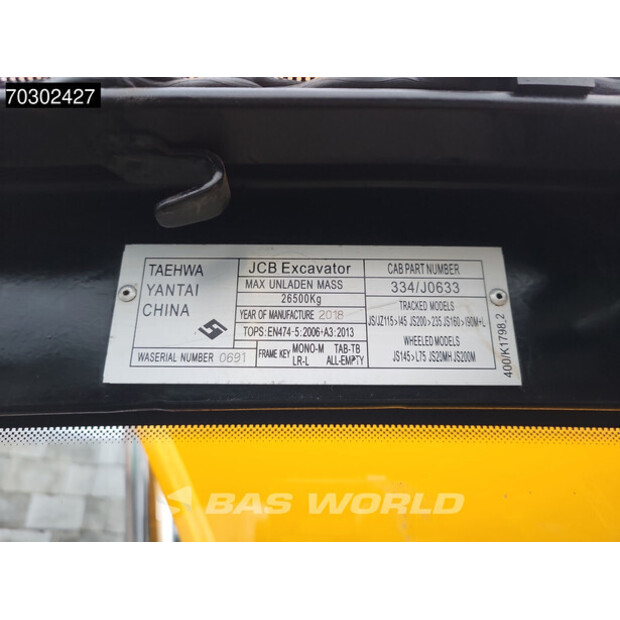 70302427
TAEHWA
YANTAI
CHINA
WASERIAL NUMBER 0691
JCB Excavator
MAX UNLADEN MASS
26500Kg
YEAR OF MANUFACTURE 2018
TOPS:EN474-5:2006+A3:2013
FRAME KEY MONO-M TAB-TB
LR-L ALL-EMPTY
CAB PART NUMBER
334/J0633
TRACKED MODELS
JS/JZ115>145 JS200>235 JS160>190M+L
WHEELED MODELS
JS145>L75 JS20MH JS200M
400/K1798_2
BAS WORLD